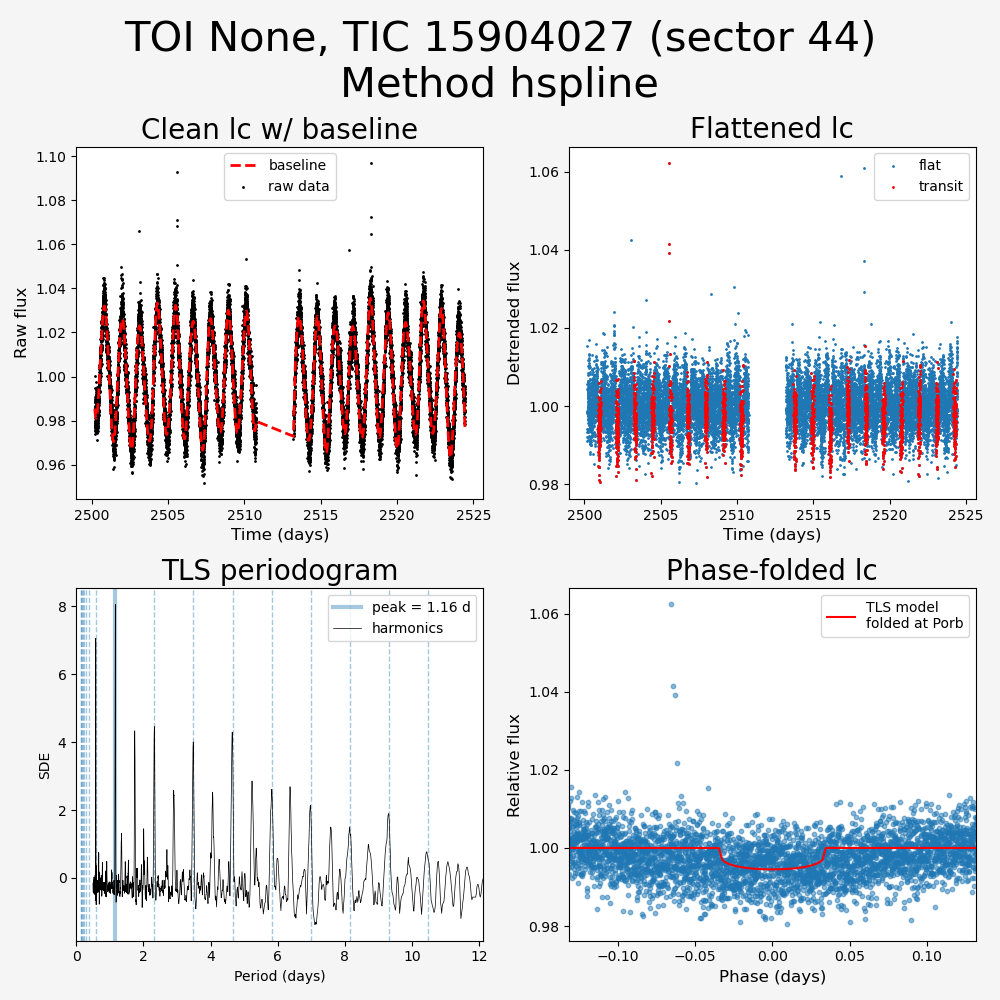 TOI None, TIC 15904027 (sector 44)
Method hspline
Clean lc w/ baseline
Flattened lc
baseline
raw data
flat
transit
1.10
1.08
1.06
1.04
1.02
1.00
0.98
0.96
Raw flux
2500
2505
2510
2515
2520
2525
Time (days)
1.06
1.04
1.02
1.00
0.98
Detrended flux
2500
2505
2510
2515
2520
2525
Time (days)
TLS periodogram
Phase-folded lc
peak = 1.16 d
harmonics
TLS model
folded at Porb
8
6
4
2
0
SDE
0
2
4
6
8
10
12
Period (days)
1.06
1.04
1.02
1.00
0.98
Relative flux
−0.10
−0.05
0.00
0.05
0.10
Phase (days)